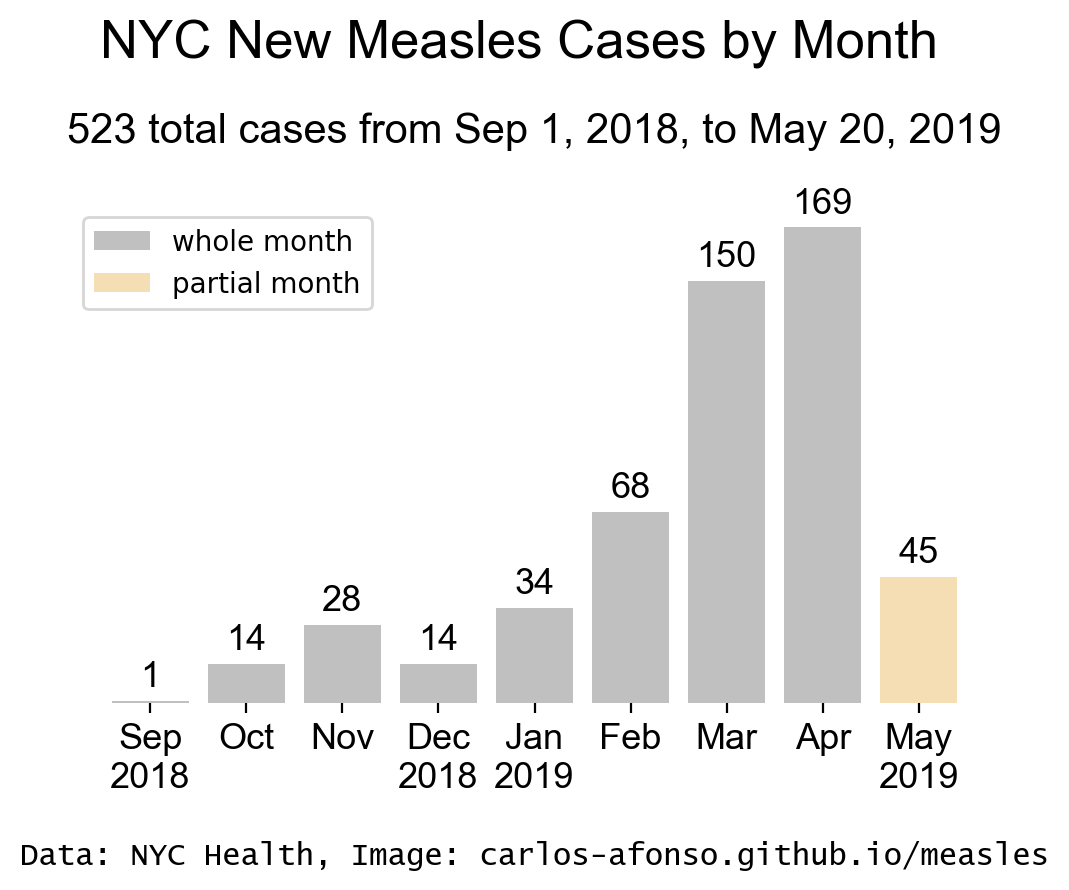 NYC New Measles Cases by Month
523 total cases from Sep 1, 2018, to May 20, 2019
whole month
partial month
1
14
28
14
34
68
150
169
45
Sep Oct Nov Dec Jan Feb Mar Apr May
2018 2018 2019 2019
Data: NYC Health, Image: carlos-afonso.github.io/measles